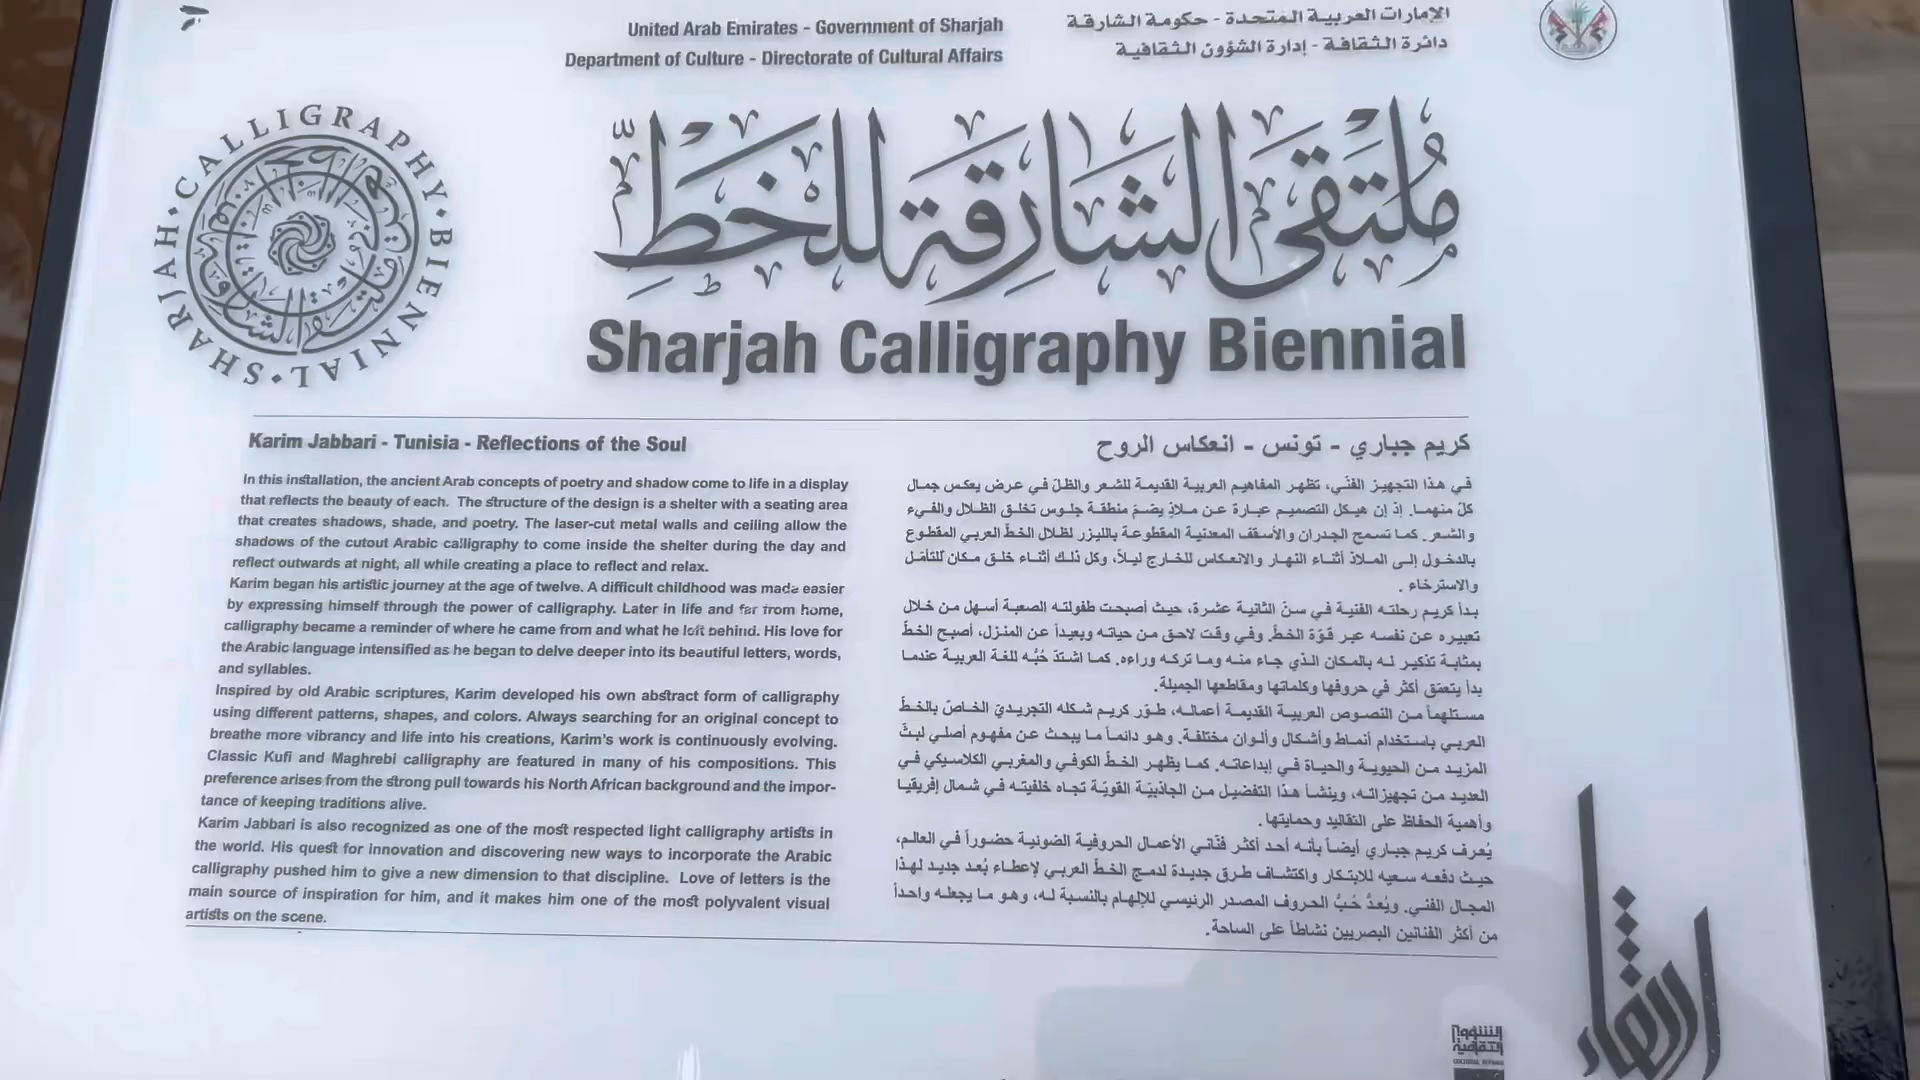 United Arab Emirates - Government of Sharjah
Department of Culture - Directorate of Cultural Affairs
الإمارات العربية المتحدة - حكومة الشارقة
دائرة الثقافة - إدارة الشؤون الثقافية
SHARJAH · CALLIGRAPHY · BIENNIAL ·
مُلتقى الشارقة للخطّ
Sharjah Calligraphy Biennial
Karim Jabbari - Tunisia - Reflections of the Soul
In this installation, the ancient Arab concepts of poetry and shadow come to life in a display
that reflects the beauty of each. The structure of the design is a shelter with a seating area
that creates shadows, shade, and poetry. The laser-cut metal walls and ceiling allow the
shadows of the cutout Arabic calligraphy to come inside the shelter during the day and
reflect outwards at night, all while creating a place to reflect and relax.
Karim began his artistic journey at the age of twelve. A difficult childhood was made easier
by expressing himself through the power of calligraphy. Later in life and far from home,
calligraphy became a reminder of where he came from and what he left behind. His love for
the Arabic language intensified as he began to delve deeper into its beautiful letters, words,
and syllables.
Inspired by old Arabic scriptures, Karim developed his own abstract form of calligraphy
using different patterns, shapes, and colors. Always searching for an original concept to
breathe more vibrancy and life into his creations, Karim's work is continuously evolving.
Classic Kufi and Maghrebi calligraphy are featured in many of his compositions. This
preference arises from the strong pull towards his North African background and the impor-
tance of keeping traditions alive.
Karim Jabbari is also recognized as one of the most respected light calligraphy artists in
the world. His quest for innovation and discovering new ways to incorporate the Arabic
calligraphy pushed him to give a new dimension to that discipline. Love of letters is the
main source of inspiration for him, and it makes him one of the most polyvalent visual
artists on the scene.
كريم جباري - تونس - انعكاس الروح
في هذا التجهيز الفنّي، تظهر المفاهيم العربية القديمة للشعر والظلّ في عرض يعكس جمال
كلّ منهما. إذ إن هيكل التصميم عبارة عن ملاذٍ يضمّ منطقة جلوس تخلق الظلال والفيء
والشعر. كما تسمح الجدران والأسقف المعدنية المقطوعة بالليزر لظلال الخطّ العربي المقطوع
بالدخول إلى الملاذ أثناء النهار والانعكاس للخارج ليلاً، وكل ذلك أثناء خلق مكان للتأمّل
والاسترخاء .
بدأ كريم رحلته الفنية في سنّ الثانية عشرة، حيث أصبحت طفولته الصعبة أسهل من خلال
تعبيره عن نفسه عبر قوّة الخطّ. وفي وقت لاحق من حياته وبعيداً عن المنزل، أصبح الخطّ
بمثابة تذكير له بالمكان الذي جاء منه وما تركه وراءه. كما اشتدّ حُبُّه للغة العربية عندما
بدأ يتعمّق أكثر في حروفها وكلماتها ومقاطعها الجميلة.
مستلهماً من النصوص العربية القديمة أعماله، طوّر كريم شكله التجريديّ الخاصّ بالخطّ
العربي باستخدام أنماط وأشكال وألوان مختلفة. وهو دائماً ما يبحث عن مفهوم أصلي لبثّ
المزيد من الحيوية والحياة في إبداعاته. كما يظهر الخطّ الكوفي والمغربي الكلاسيكي في
العديد من تجهيزاته، وينشأ هذا التفضيل من الجاذبيّة القويّة تجاه خلفيته في شمال إفريقيا
وأهمية الحفاظ على التقاليد وحمايتها .
يُعرف كريم جباري أيضاً بأنه أحد أكثر فنّاني الأعمال الحروفية الضوئية حضوراً في العالم،
حيث دفعه سعيه للابتكار واكتشاف طرق جديدة لدمج الخطّ العربي لإعطاء بُعد جديد لهذا
المجال الفني. ويُعدُّ حُبُّ الحروف المصدر الرئيسي للإلهام بالنسبة له، وهو ما يجعله واحداً
من أكثر الفنانين البصريين نشاطاً على الساحة.
الشؤون
الثقافية
CULTURAL AFFAIRS
ارتقاء